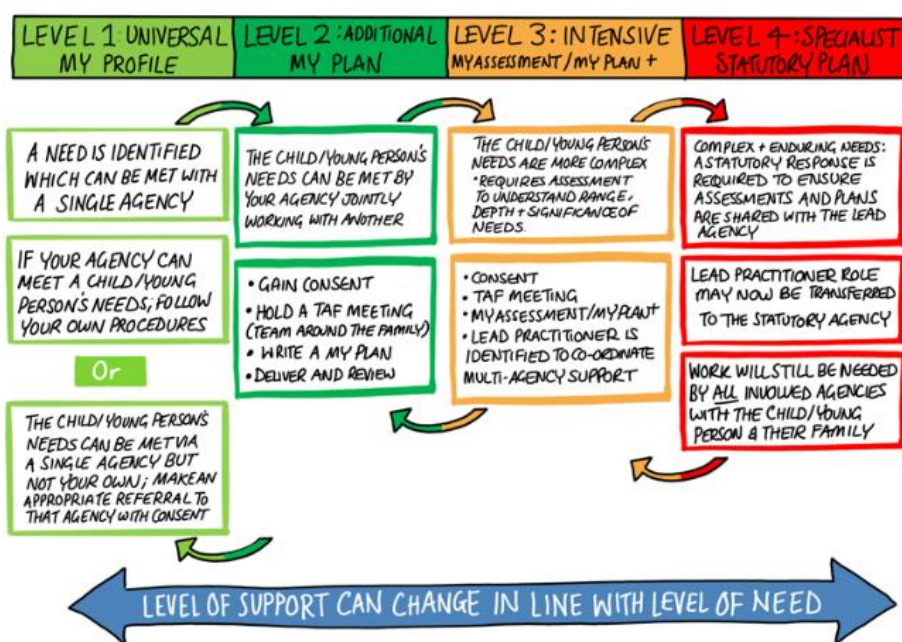 LEVEL 1: UNIVERSAL
MY PROFILE
LEVEL 2: ADDITIONAL
MY PLAN
LEVEL 3: INTENSIVE
MY ASSESSMENT/MY PLAN +
LEVEL 4: SPECIALIST
STATUTORY PLAN
A NEED IS IDENTIFIED
WHICH CAN BE MET WITH
A SINGLE AGENCY
IF YOUR AGENCY CAN
MEET A CHILD/YOUNG
PERSON'S NEEDS, FOLLOW
YOUR OWN PROCEDURES
Or
THE CHILD/YOUNG PERSON'S
NEEDS CAN BE MET VIA
A SINGLE AGENCY BUT
NOT YOUR OWN; MAKE AN
APPROPRIATE REFERRAL TO
THAT AGENCY WITH CONSENT
THE CHILD/YOUNG PERSON'S
NEEDS CAN BE MET BY
YOUR AGENCY JOINTLY
WORKING WITH ANOTHER
• GAIN CONSENT
• HOLD A TAF MEETING
(TEAM AROUND THE FAMILY)
• WRITE A MY PLAN
• DELIVER AND REVIEW
THE CHILD/YOUNG PERSON'S
NEEDS ARE MORE COMPLEX
• REQUIRES ASSESSMENT
TO UNDERSTAND RANGE,
DEPTH + SIGNIFICANCE OF
NEEDS.
• CONSENT
• TAF MEETING
• MY ASSESSMENT/MY PLAN+
• LEAD PRACTITIONER IS
IDENTIFIED TO CO-ORDINATE
MULTI-AGENCY SUPPORT
COMPLEX + ENDURING NEEDS:
A STATUTORY RESPONSE IS
REQUIRED TO ENSURE
ASSESSMENTS AND PLANS
ARE SHARED WITH THE LEAD
AGENCY
LEAD PRACTITIONER ROLE
MAY NOW BE TRANSFERRED
TO THE STATUTORY AGENCY
WORK WILL STILL BE NEEDED
BY ALL INVOLVED AGENCIES
WITH THE CHILD/YOUNG
PERSON & THEIR FAMILY
LEVEL OF SUPPORT CAN CHANGE IN LINE WITH LEVEL OF NEED